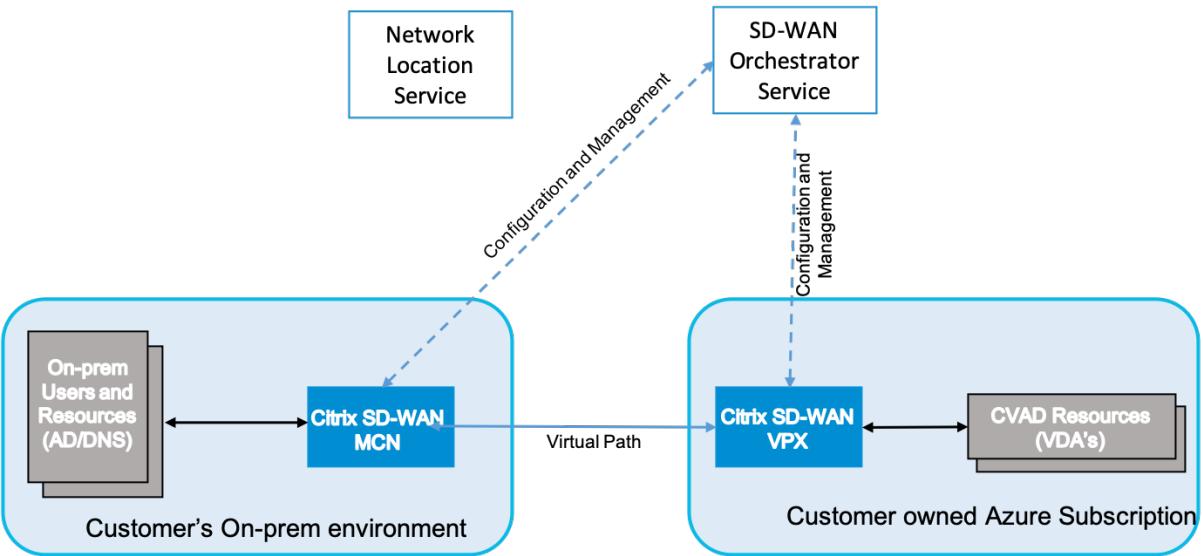 Network
Location
Service
SD-WAN
Orchestrator
Service
Configuration and Management
Configuration and
Management
On-prem
Users and
Resources
(AD/DNS)
Citrix SD-WAN
MCN
Virtual Path
Citrix SD-WAN
VPX
CVAD Resources
(VDA's)
Customer’s On-prem environment
Customer owned Azure Subscription